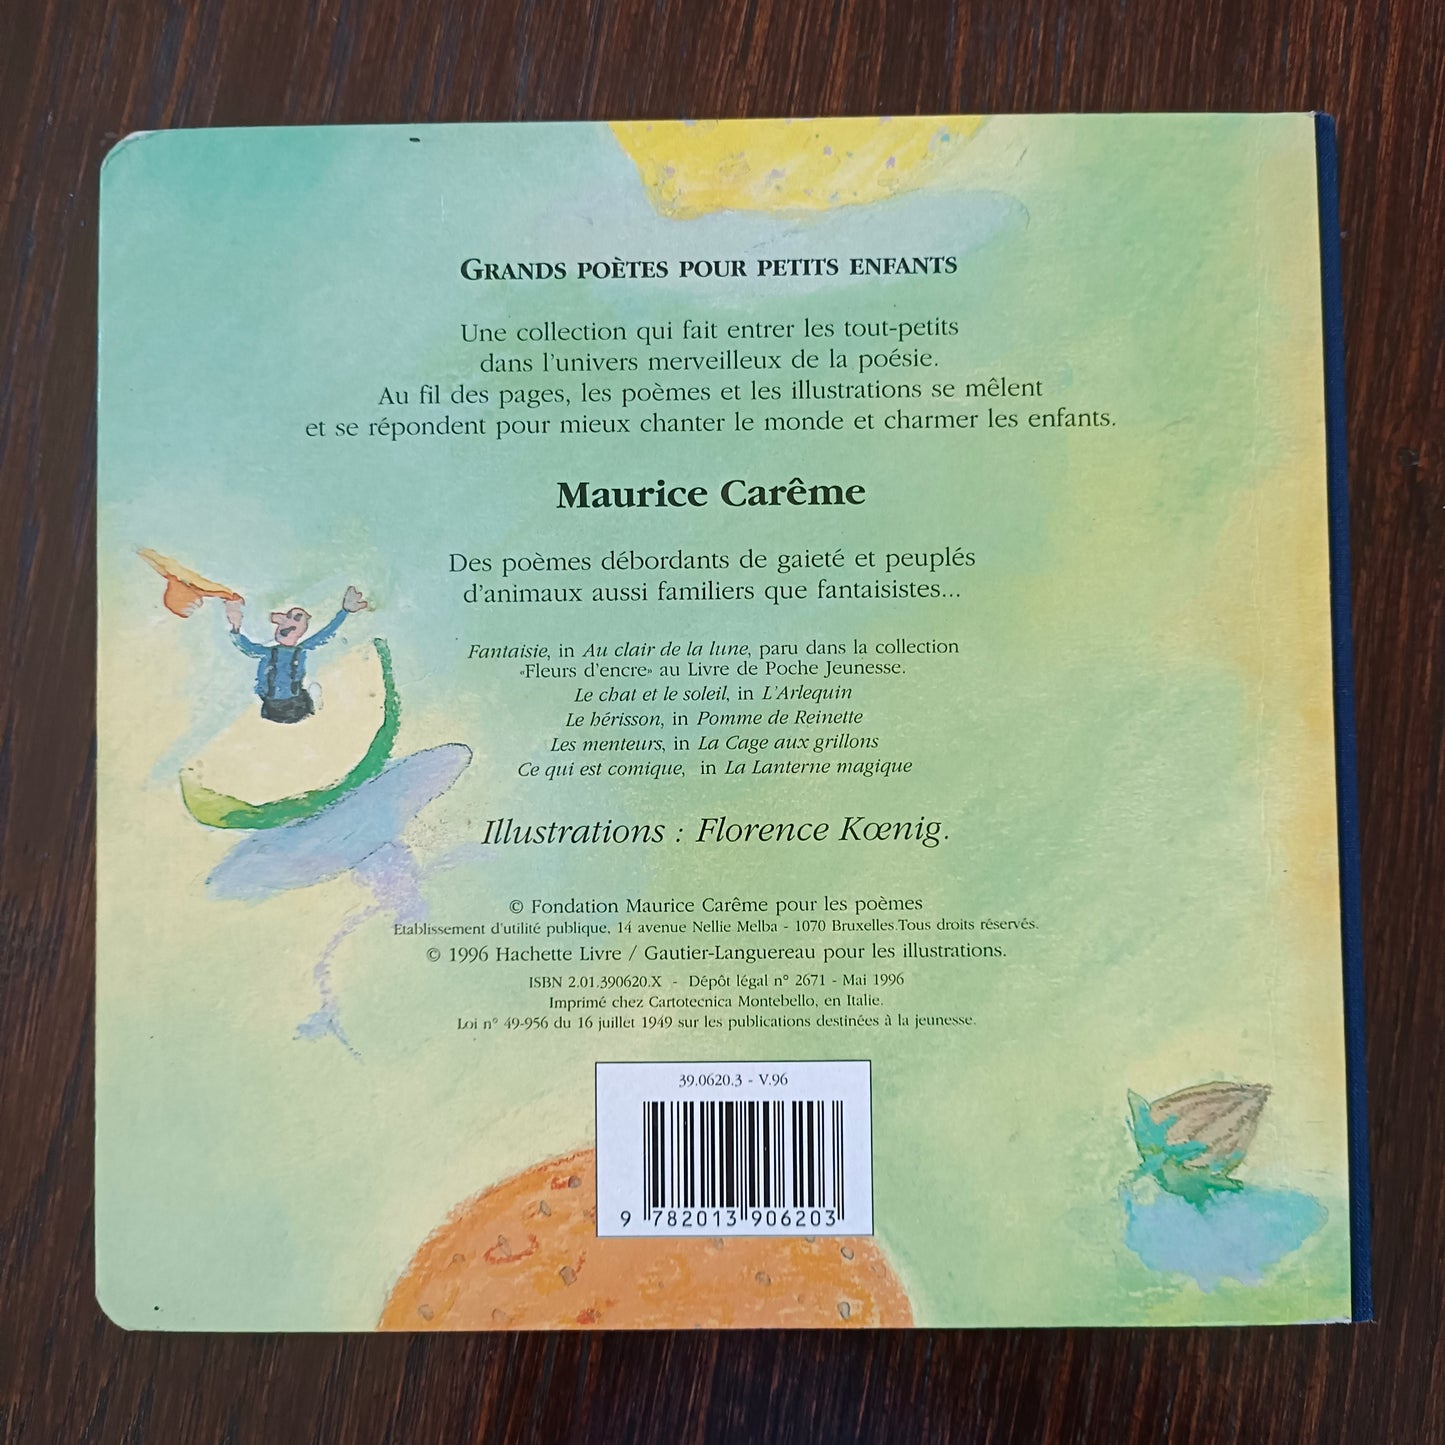 GRANDS POÈTES POUR PETITS ENFANTS
Une collection qui fait entrer les tout-petits
dans l'univers merveilleux de la poésie.
Au fil des pages, les poèmes et les illustrations se mêlent
et se répondent pour mieux chanter le monde et charmer les enfants.
Maurice Carême
Des poèmes débordants de gaieté et peuplés
d'animaux aussi familiers que fantaisistes...
Fantaisie, in Au clair de la lune, paru dans la collection
«Fleurs d'encre» au Livre de Poche Jeunesse.
Le chat et le soleil, in L'Arlequin
Le hérisson, in Pomme de Reinette
Les menteurs, in La Cage aux grillons
Ce qui est comique, in La Lanterne magique
Illustrations : Florence Kœnig.
© Fondation Maurice Carême pour les poèmes
Etablissement d'utilité publique, 14 avenue Nellie Melba - 1070 Bruxelles.Tous droits réservés.
© 1996 Hachette Livre / Gautier-Languereau pour les illustrations.
ISBN 2.01.390620.X - Dépôt légal n° 2671 - Mai 1996
Imprimé chez Cartotecnica Montebello, en Italie.
Loi n° 49-956 du 16 juillet 1949 sur les publications destinées à la jeunesse.
39.0620.3 - V.96
9 782013 906203